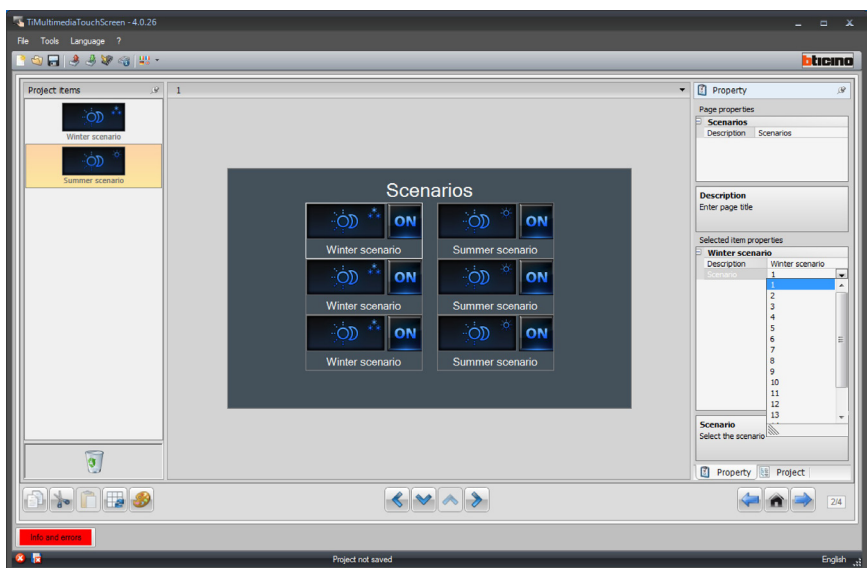 TiMultimediaTouchScreen - 4.0.26
File Tools Language ?
bticino
Project items
Winter scenario
Summer scenario
1
Scenarios
ON ON
Winter scenario Summer scenario
ON ON
Winter scenario Summer scenario
ON ON
Winter scenario Summer scenario
Property
Page properties
Scenarios
Description Scenarios
Description
Enter page title
Selected item properties
Winter scenario
Description Winter scenario
Scenario 1
1
2
3
4
5
6
7
8
9
10
11
12
13
Scenario
Select the scenario
Property Project
2/4
Info and errors
Project not saved
English